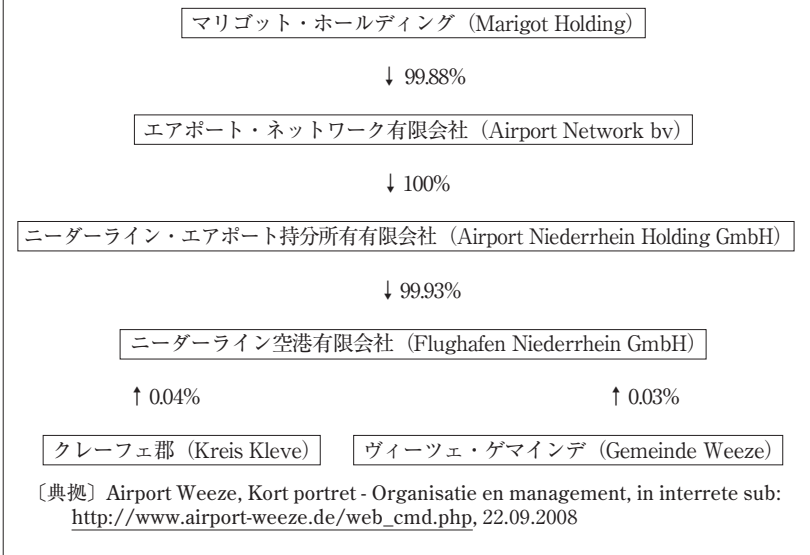 マリゴット・ホールディング（Marigot Holding）
↓ 99.88%
エアポート・ネットワーク有限会社（Airport Network bv）
↓ 100%
ニーダーライン・エアポート持分所有有限会社（Airport Niederrhein Holding GmbH）
↓ 99.93%
ニーダーライン空港有限会社（Flughafen Niederrhein GmbH）
↑ 0.04% ↑ 0.03%
クレーフェ郡（Kreis Kleve） ヴィーツェ・ゲマインデ（Gemeinde Weeze）
〔典拠〕Airport Weeze, Kort portret - Organisatie en management, in interrete sub:
http://www.airport-weeze.de/web_cmd.php, 22.09.2008